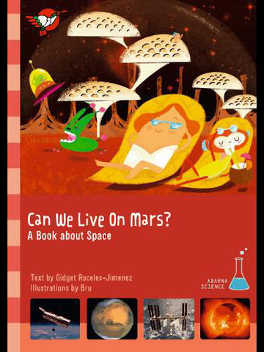 Can We Live On Mars?
A Book about Space
Text by Gidget Roceles-Jimenez
Illustrations by Bru
ADARNA
SCIENCE